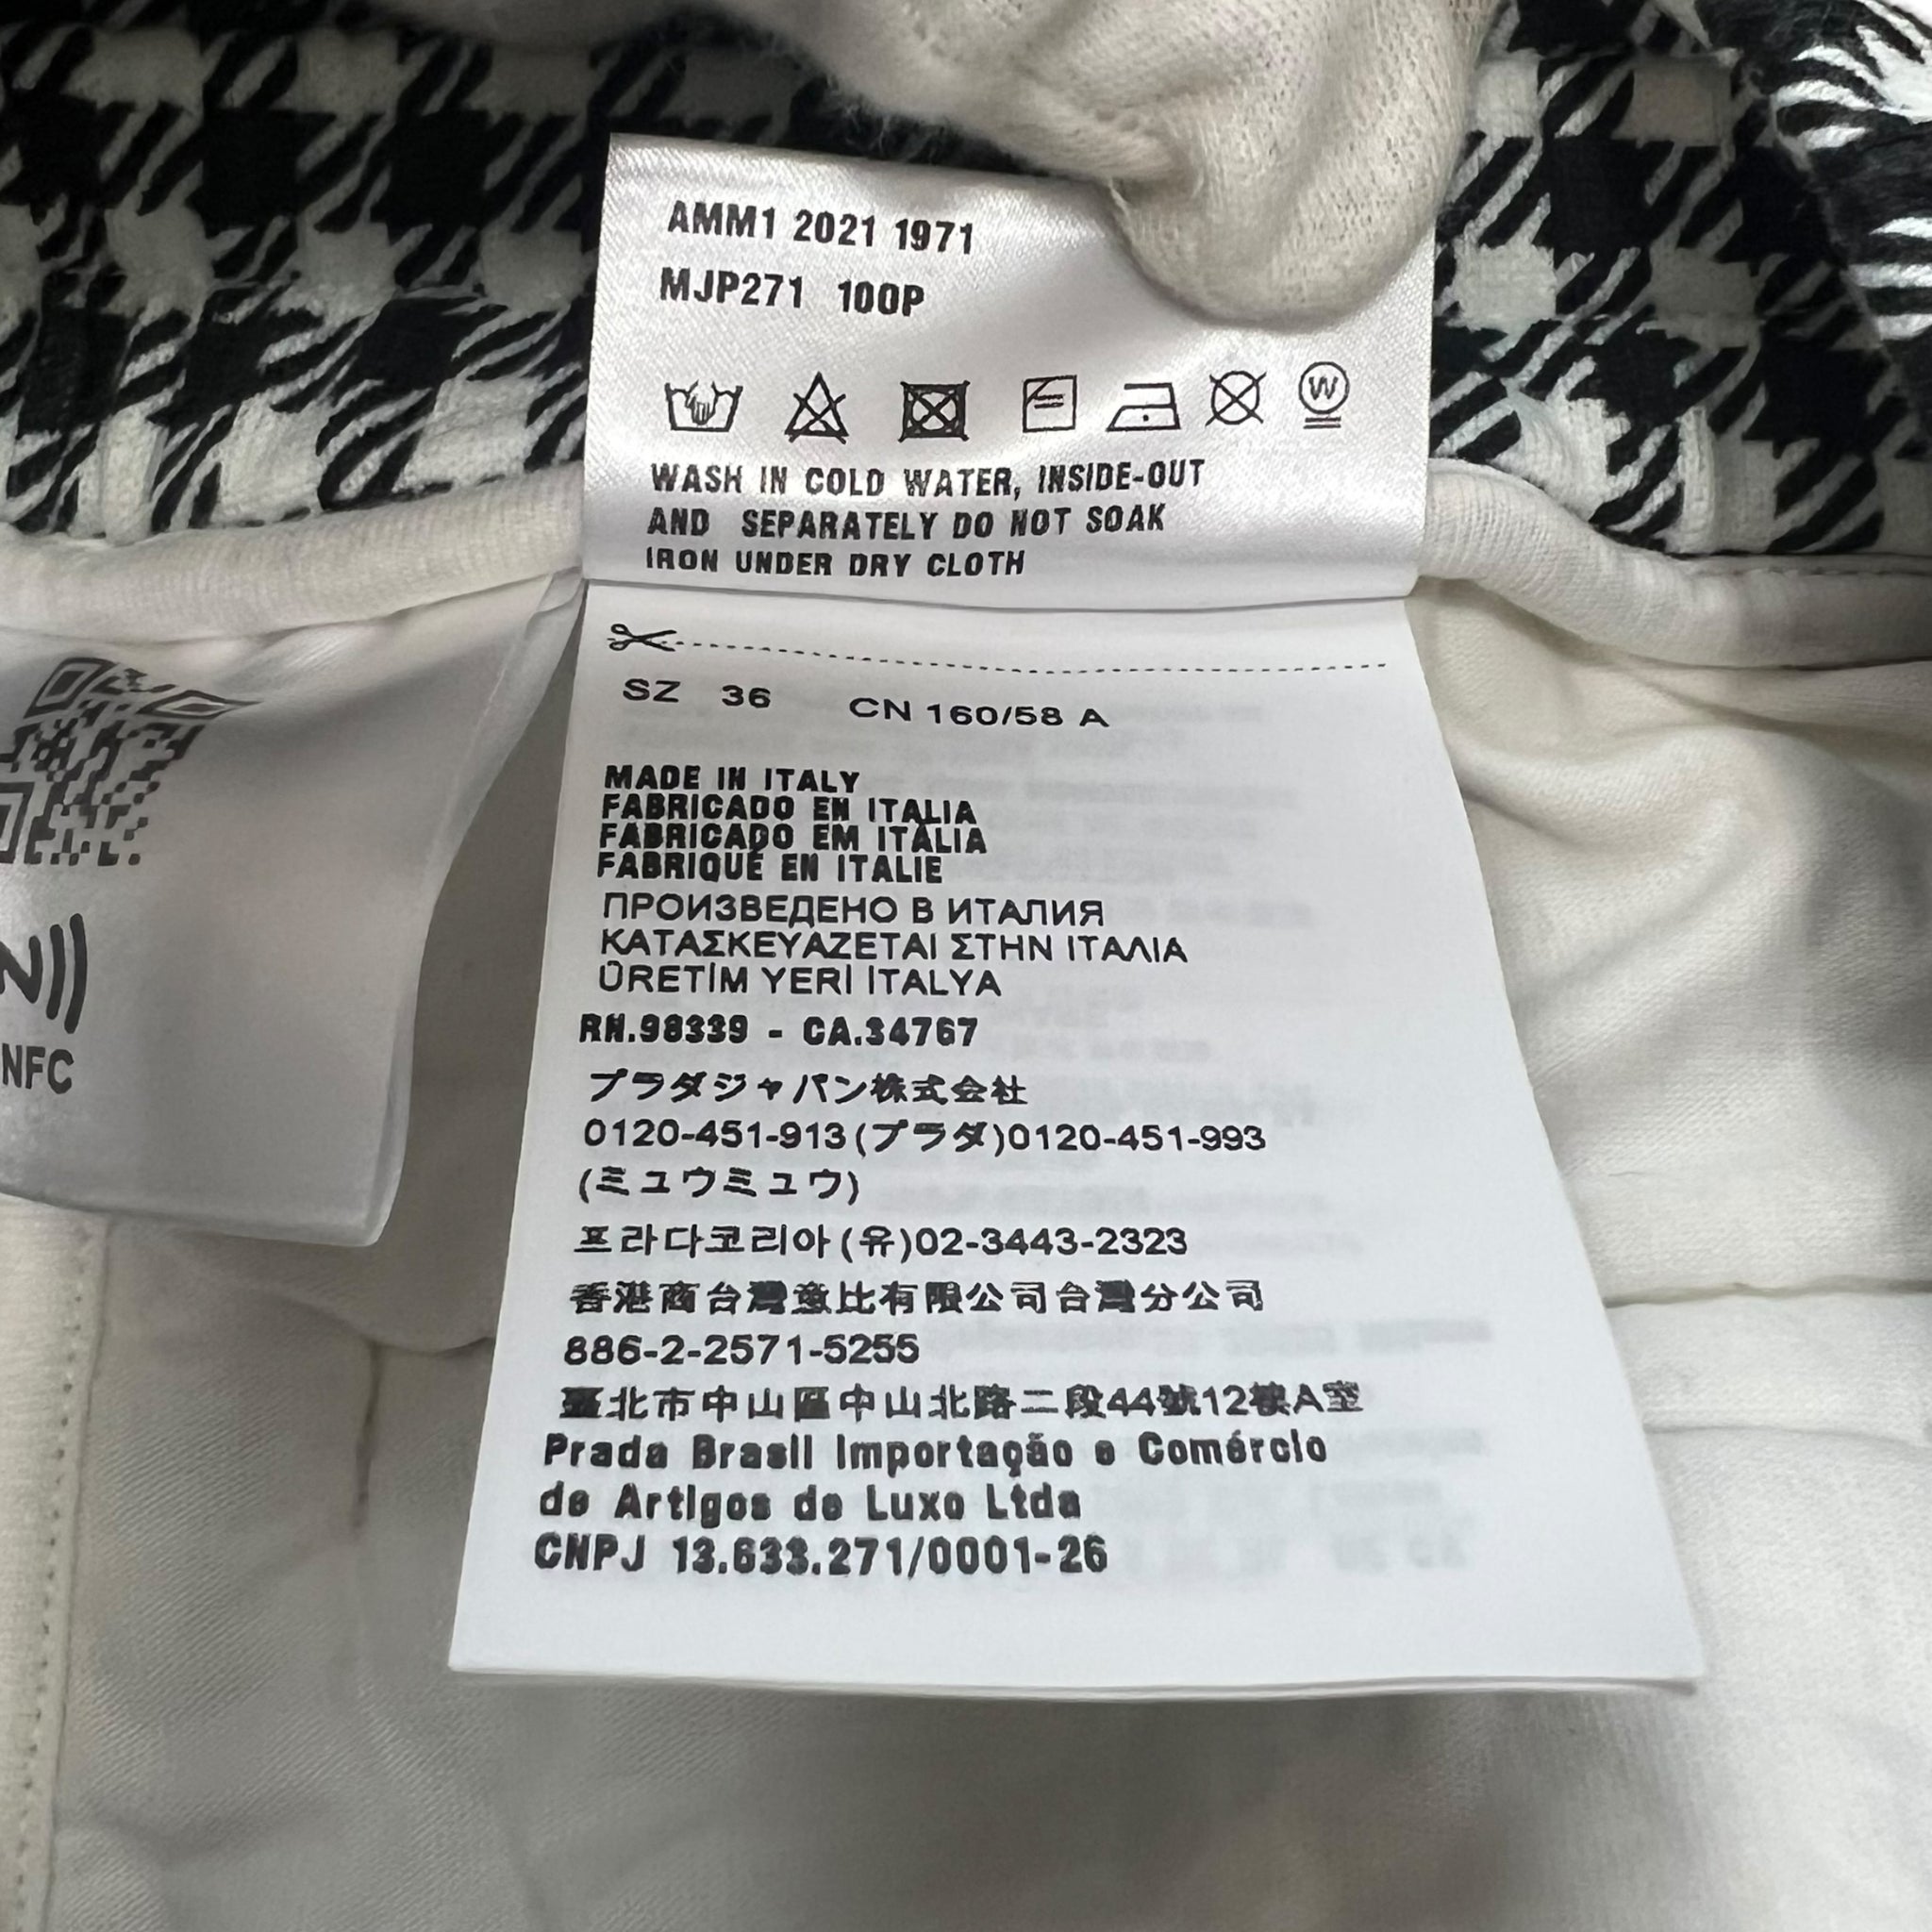 AMM1 2021 1971
MJP271 100P
W
WASH IN COLD WATER, INSIDE-OUT
AND SEPARATELY DO NOT SOAK
IRON UNDER DRY CLOTH
SZ 36 CN 160/58 A
MADE IN ITALY
FABRICADO EN ITALIA
FABRICADO EM ITÁLIA
FABRIQUÉ EN ITALIE
ПРОИЗВЕДЕНО В ИТАЛИЯ
ΚΑΤΑΣΚΕΥΑΖΕΤΑΙ ΣΤΗΝ ΙΤΑΛΙΑ
ÜRETİM YERİ İTALYA
RN.98339 - CA.34767
プラダジャパン株式会社
0120-451-913(プラダ)0120-451-993
(ミュウミュウ)
프라다코리아(유)02-3443-2323
香港商台灣意比有限公司台灣分公司
886-2-2571-5255
臺北市中山區中山北路二段44號12樓A室
Prada Brasil Importação e Comércio
de Artigos de Luxo Ltda
CNPJ 13.633.271/0001-26
NFC